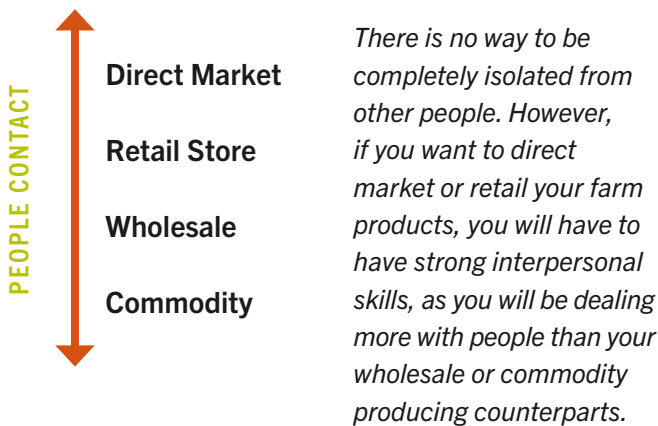 PEOPLE CONTACT
Direct Market
Retail Store
Wholesale
Commodity
There is no way to be
completely isolated from
other people. However,
if you want to direct
market or retail your farm
products, you will have to
have strong interpersonal
skills, as you will be dealing
more with people than your
wholesale or commodity
producing counterparts.